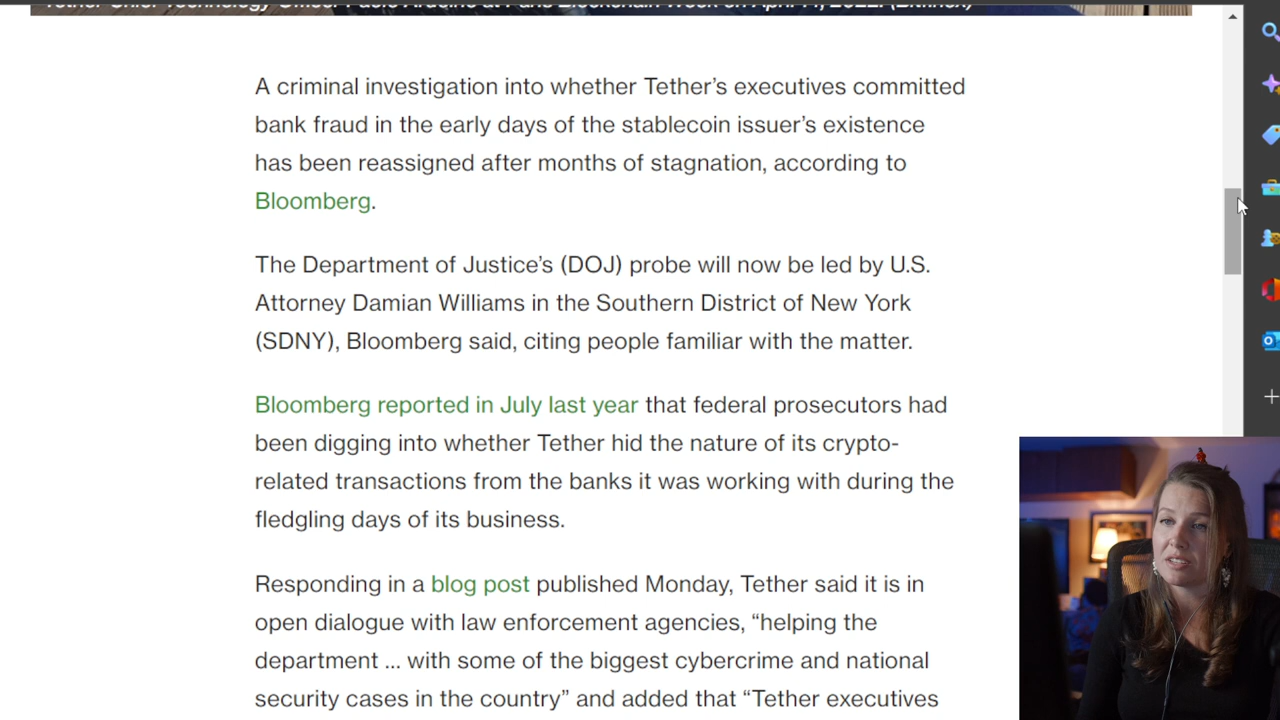 A criminal investigation into whether Tether’s executives committed
bank fraud in the early days of the stablecoin issuer’s existence
has been reassigned after months of stagnation, according to
Bloomberg.
The Department of Justice’s (DOJ) probe will now be led by U.S.
Attorney Damian Williams in the Southern District of New York
(SDNY), Bloomberg said, citing people familiar with the matter.
Bloomberg reported in July last year that federal prosecutors had
been digging into whether Tether hid the nature of its crypto-
related transactions from the banks it was working with during the
fledgling days of its business.
Responding in a blog post published Monday, Tether said it is in
open dialogue with law enforcement agencies, “helping the
department ... with some of the biggest cybercrime and national
security cases in the country” and added that “Tether executives